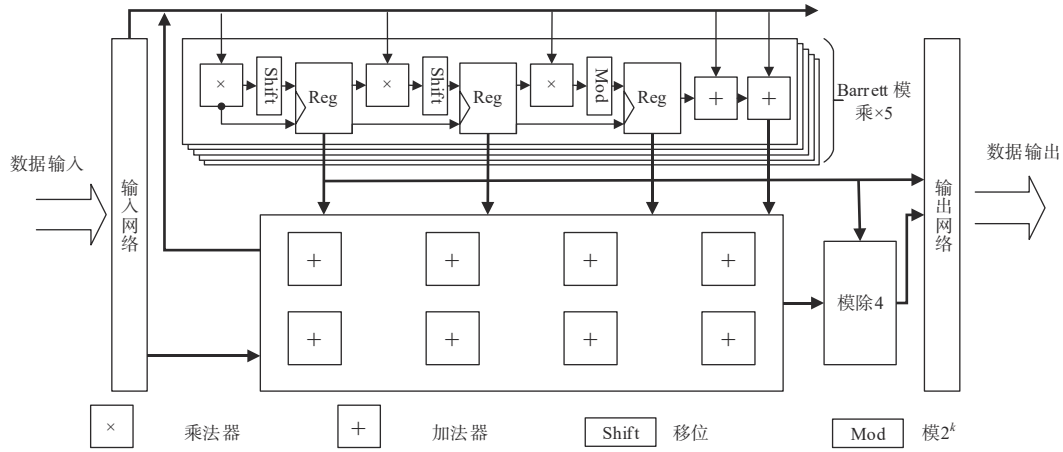 ×
Shift
Reg
×
Shift
Reg
×
Mod
Reg
+
+
Barrett 模
乘×5
数据输入
输入网络
数据输出
输出网络
+
+
+
+
模除4
+
+
+
+
×
乘法器
+
加法器
Shift
移位
Mod
模2ᵏ